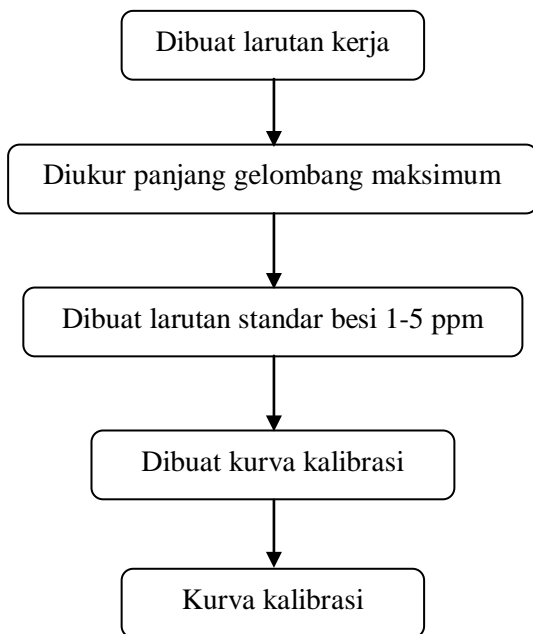 Dibuat larutan kerja
Diukur panjang gelombang maksimum
Dibuat larutan standar besi 1-5 ppm
Dibuat kurva kalibrasi
Kurva kalibrasi